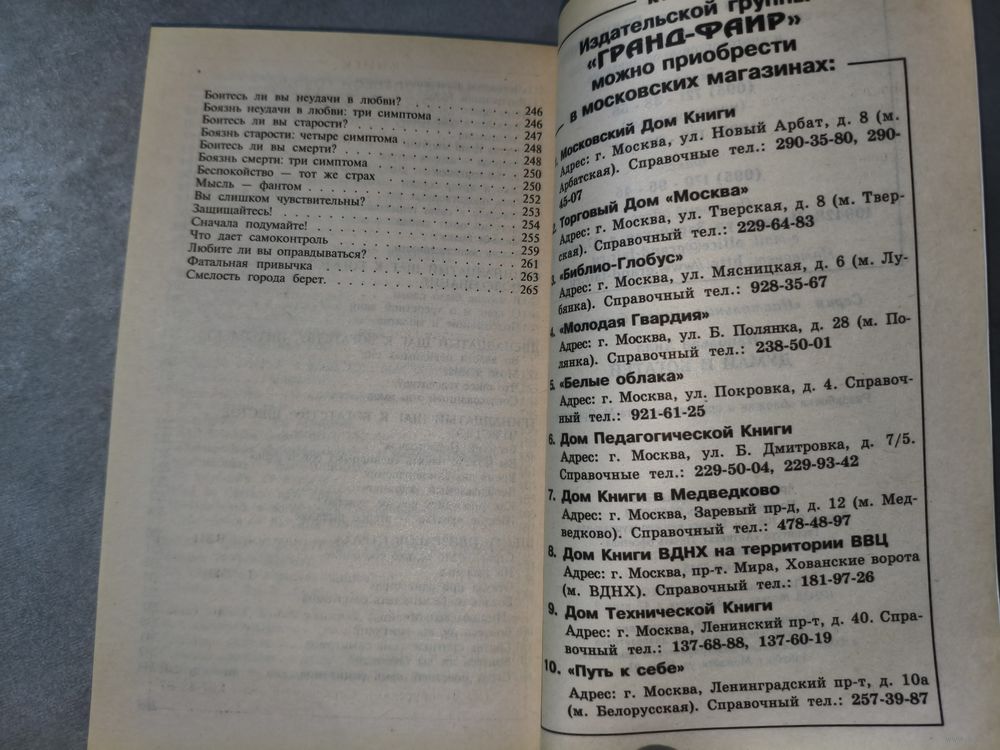 Боитесь ли вы неудачи в любви? . . . . . . . . . 246
Боязнь неудачи в любви: три симптома . . . . . . . 246
Боитесь ли вы старости? . . . . . . . . . . . . 247
Боязнь старости: четыре симптома . . . . . . . . . 248
Боитесь ли вы смерти? . . . . . . . . . . . . . 248
Боязнь смерти: три симптома . . . . . . . . . . . 250
Беспокойство — тот же страх . . . . . . . . . . . 250
Мысль — фантом . . . . . . . . . . . . . . . 252
Вы слишком чувствительны? . . . . . . . . . . . 253
Защищайтесь! . . . . . . . . . . . . . . . . 254
Сначала подумайте! . . . . . . . . . . . . . . 255
Что дает самоконтроль . . . . . . . . . . . . . 259
Любите ли вы оправдываться? . . . . . . . . . . 261
Фатальная привычка . . . . . . . . . . . . . . 263
Смелость города берет. . . . . . . . . . . . . . 265
Издательской группы
«ГРАНД-ФАИР»
можно приобрести
в московских магазинах:
Московский Дом Книги
Адрес: г. Москва, ул. Новый Арбат, д. 8 (м.
Арбатская). Справочные тел.: 290-35-80, 290-
45-07
2. Торговый Дом «Москва»
Адрес: г. Москва, ул. Тверская, д. 8 (м. Твер-
ская). Справочный тел.: 229-64-83
3. «Библио-Глобус»
Адрес: г. Москва, ул. Мясницкая, д. 6 (м. Лу-
бянка). Справочный тел.: 928-35-67
4. «Молодая Гвардия»
Адрес: г. Москва, ул. Б. Полянка, д. 28 (м. По-
лянка). Справочный тел.: 238-50-01
5. «Белые облака»
Адрес: г. Москва, ул. Покровка, д. 4. Справоч-
ный тел.: 921-61-25
6. Дом Педагогической Книги
Адрес: г. Москва, ул. Б. Дмитровка, д. 7/5.
Справочные тел.: 229-50-04, 229-93-42
7. Дом Книги в Медведково
Адрес: г. Москва, Заревый пр-д, д. 12 (м. Мед-
ведково). Справочный тел.: 478-48-97
8. Дом Книги ВДНХ на территории ВВЦ
Адрес: г. Москва, пр-т. Мира, Хованские ворота
(м. ВДНХ). Справочный тел.: 181-97-26
9. Дом Технической Книги
Адрес: г. Москва, Ленинский пр-т, д. 40. Спра-
вочный тел.: 137-68-88, 137-60-19
10. «Путь к себе»
Адрес: г. Москва, Ленинградский пр-т, д. 10а
(м. Белорусская). Справочный тел.: 257-39-87